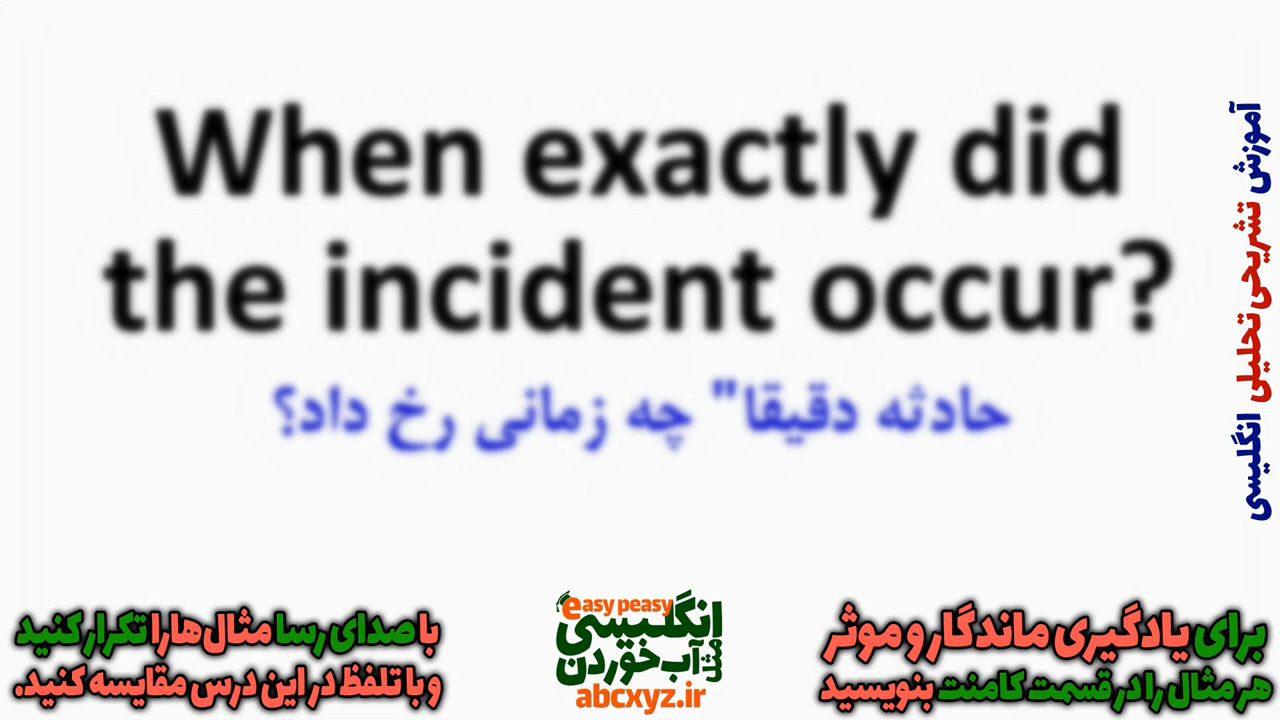 When exactly did
the incident occur?
حادثه دقیقا" چه زمانی رخ داد؟
آموزش تشریحی تحلیلی انگلیسی
با صدای رسا مثال‌ها را تکرار کنید
و با تلفظ در این درس مقایسه کنید.
easy peasy
انگلیسی
مثل آب خوردن
abcxyz.ir
برای یادگیری ماندگار و موثر
هر مثال را در قسمت کامنت بنویسید